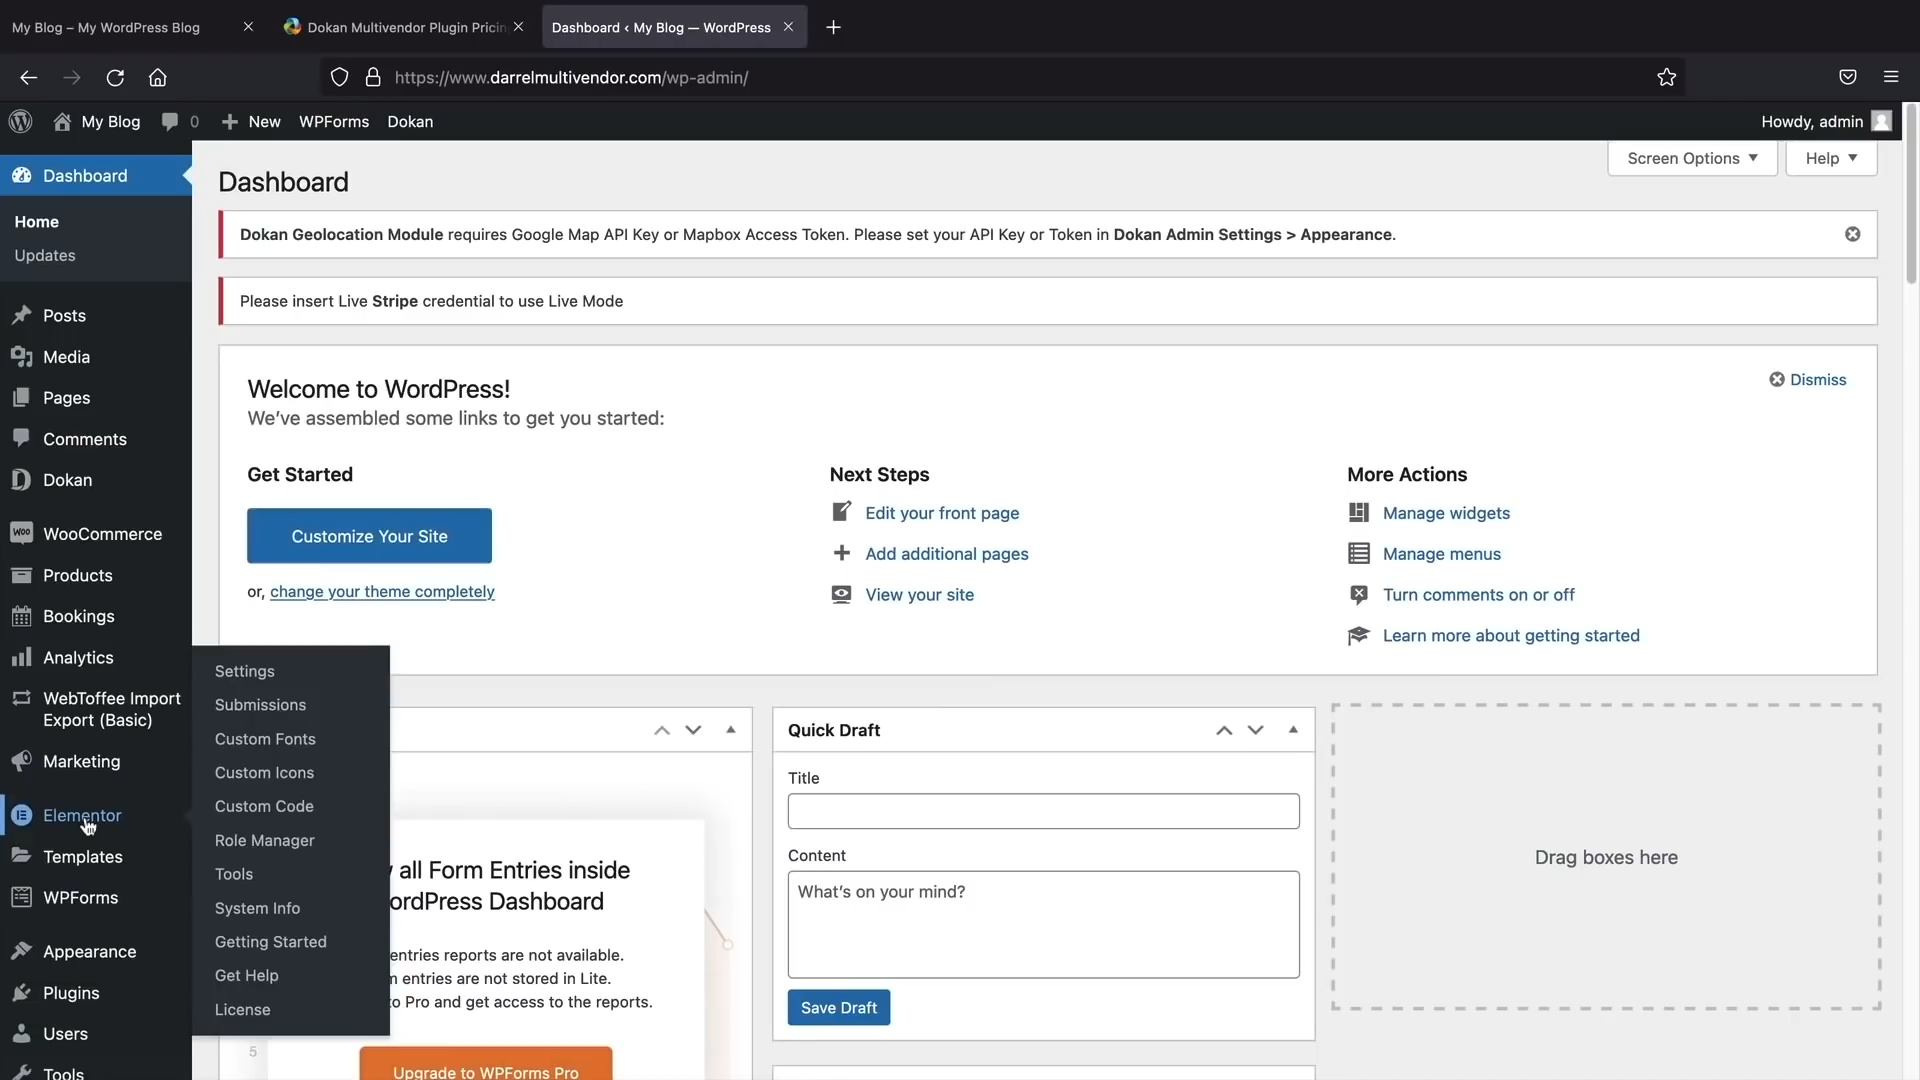 My Blog – My WordPress Blog
Dokan Multivendor Plugin Pricin
Dashboard ‹ My Blog — WordPress
https://www.darrelmultivendor.com/wp-admin/
My Blog
0
New
WPForms
Dokan
Howdy, admin
Dashboard
Home
Updates
Posts
Media
Pages
Comments
Dokan
WooCommerce
Products
Bookings
Analytics
WebToffee Import
Export (Basic)
Marketing
Elementor
Templates
WPForms
Appearance
Plugins
Users
Tools
Settings
Submissions
Custom Fonts
Custom Icons
Custom Code
Role Manager
Tools
System Info
Getting Started
Get Help
License
Screen Options
Help
Dashboard
Dokan Geolocation Module requires Google Map API Key or Mapbox Access Token. Please set your API Key or Token in Dokan Admin Settings > Appearance.
Please insert Live Stripe credential to use Live Mode
Welcome to WordPress!
We've assembled some links to get you started:
Dismiss
Get Started
Customize Your Site
or, change your theme completely
Next Steps
Edit your front page
Add additional pages
View your site
More Actions
Manage widgets
Manage menus
Turn comments on or off
Learn more about getting started
all Form Entries inside
ordPress Dashboard
entries reports are not available.
n entries are not stored in Lite.
to Pro and get access to the reports.
5
Upgrade to WPForms Pro
Quick Draft
Title
Content
What's on your mind?
Save Draft
Drag boxes here